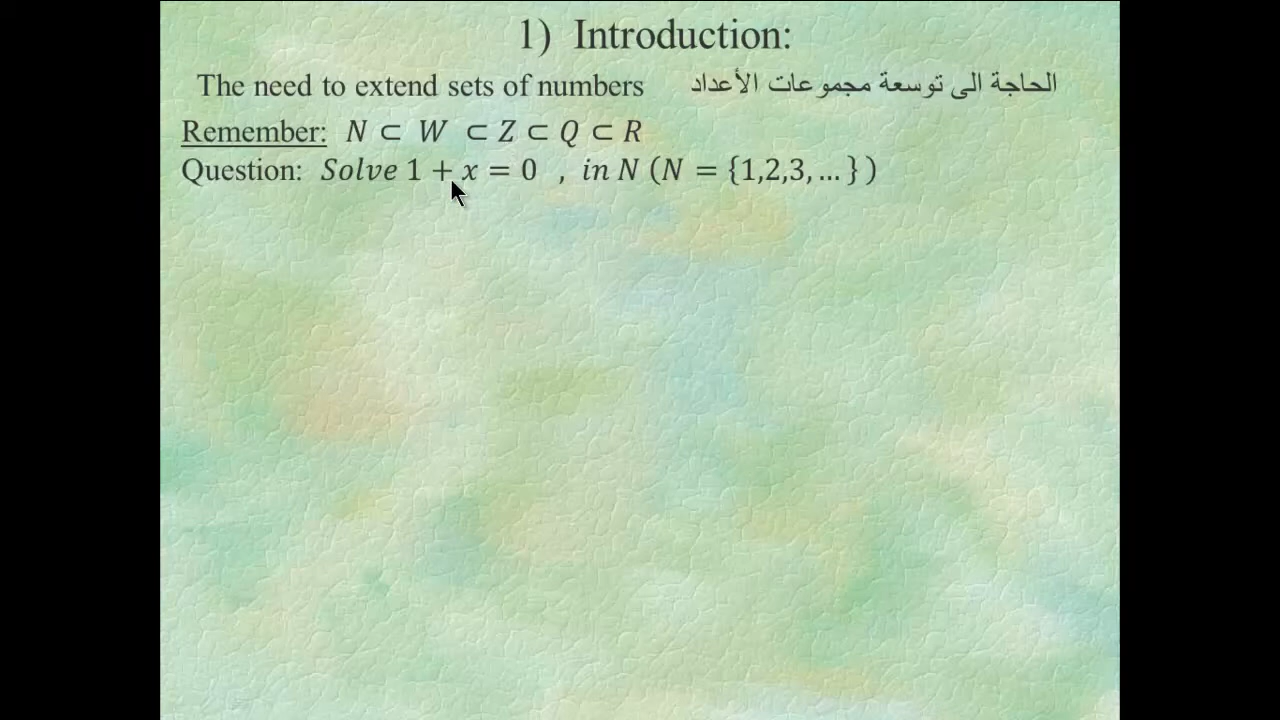 1) Introduction:
The need to extend sets of numbers الحاجة الى توسعة مجموعات الأعداد
Remember: N ⊂ W ⊂ Z ⊂ Q ⊂ R
Question: Solve 1 + x = 0 , in N (N = {1,2,3, … } )